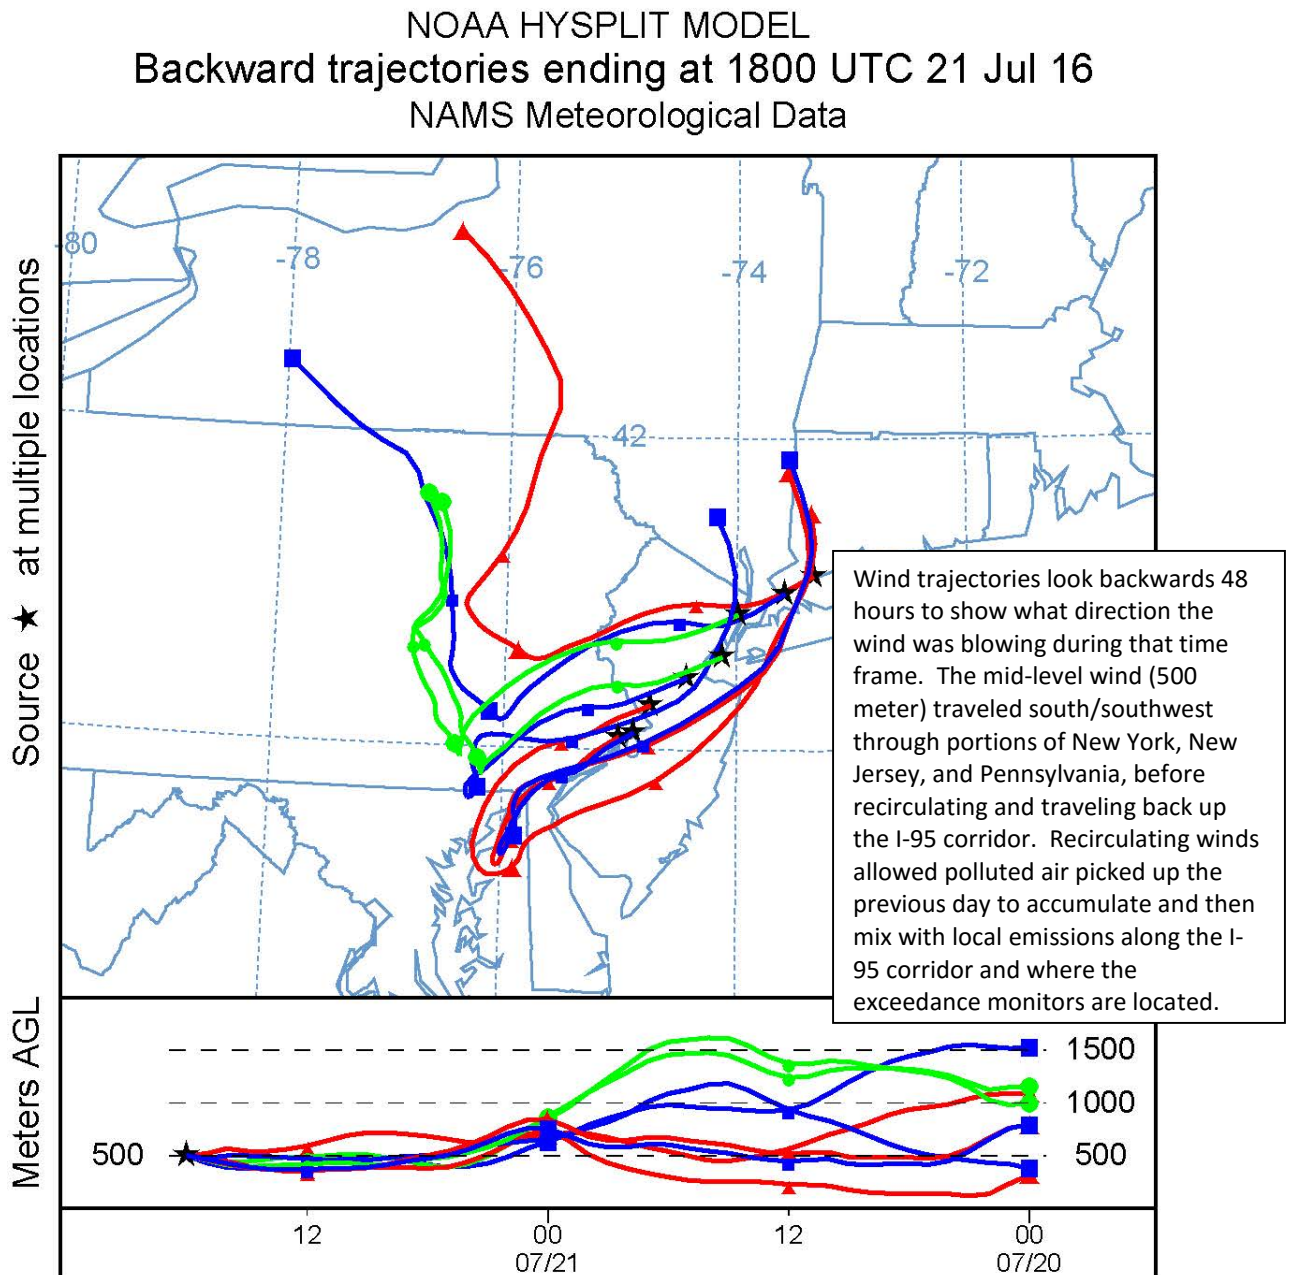 NOAA HYSPLIT MODEL
Backward trajectories ending at 1800 UTC 21 Jul 16
NAMS Meteorological Data
Source ★ at multiple locations
-80
-78
-76
-74
-72
42
Wind trajectories look backwards 48
hours to show what direction the
wind was blowing during that time
frame. The mid-level wind (500
meter) traveled south/southwest
through portions of New York, New
Jersey, and Pennsylvania, before
recirculating and traveling back up
the I-95 corridor. Recirculating winds
allowed polluted air picked up the
previous day to accumulate and then
mix with local emissions along the I-
95 corridor and where the
exceedance monitors are located.
Meters AGL
500
1500
1000
500
12
00
12
00
07/21
07/20